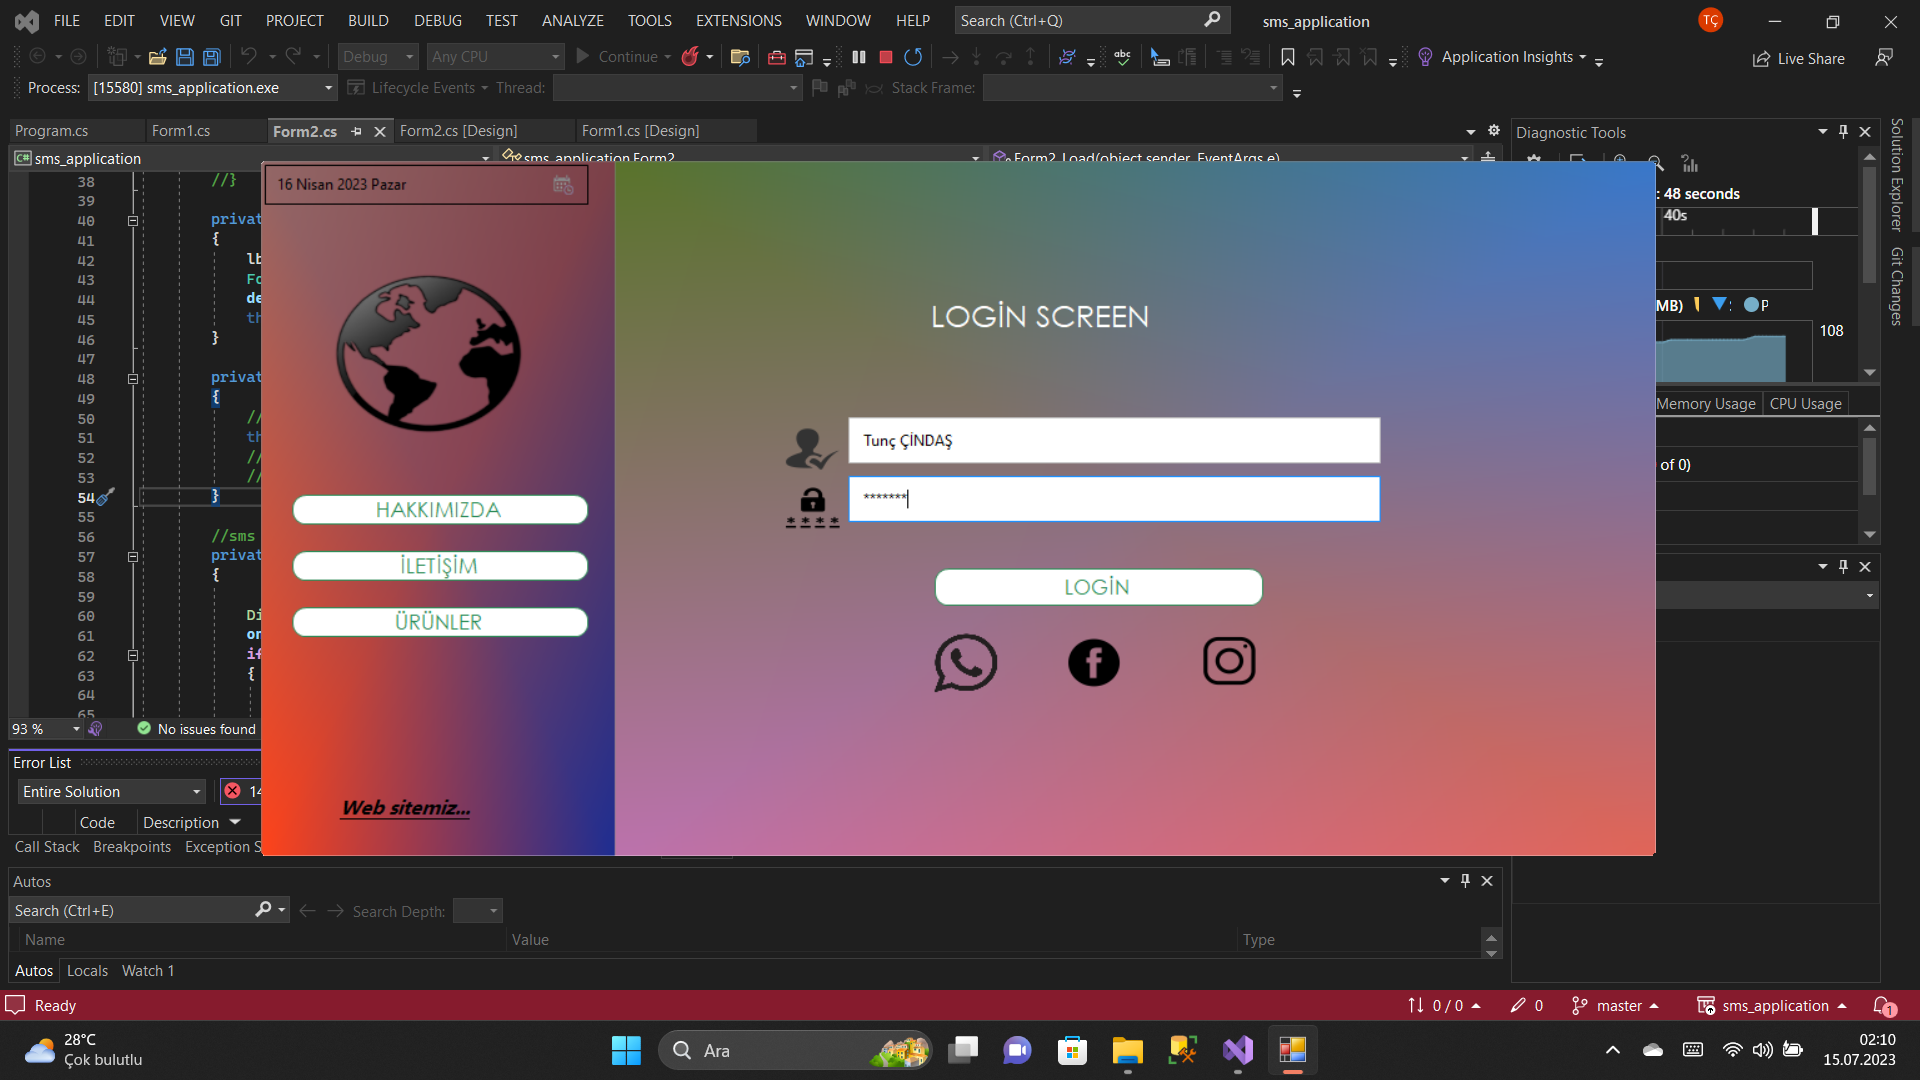 FILE EDIT VIEW GIT PROJECT BUILD DEBUG TEST ANALYZE TOOLS EXTENSIONS WINDOW HELP Search (Ctrl+Q) sms_application TÇ
Debug Any CPU Continue Application Insights Live Share
Process: [15580] sms_application.exe Lifecycle Events Thread: Stack Frame:
Program.cs Form1.cs Form2.cs Form2.cs [Design] Form1.cs [Design]
sms_application sms_application.Form2 Form2_Load(object sender, EventArgs e)
38 //}
39
40 privat
41 {
42 lb
43 Fo
44 de
45 th
46 }
47
48 privat
49 {
50 //
51 th
52 //
53 //
54 }
55
56 //sms
57 privat
58 {
59
60 Di
61 on
62 if
63 {
64
65
93 % No issues found
16 Nisan 2023 Pazar
HAKKIMIZDA
İLETİŞİM
ÜRÜNLER
Web sitemiz...
LOGİN SCREEN
Tunç ÇİNDAŞ
*******
LOGİN
Diagnostic Tools
: 48 seconds
40s
MB) P
108
Memory Usage CPU Usage
of 0)
Solution Explorer
Git Changes
Error List
Entire Solution 14
Code Description
Call Stack Breakpoints Exception S
Autos
Search (Ctrl+E) Search Depth:
Name Value Type
Autos Locals Watch 1
Ready 0 / 0 0 master sms_application 1
28°C
Çok bulutlu
Ara
02:10
15.07.2023